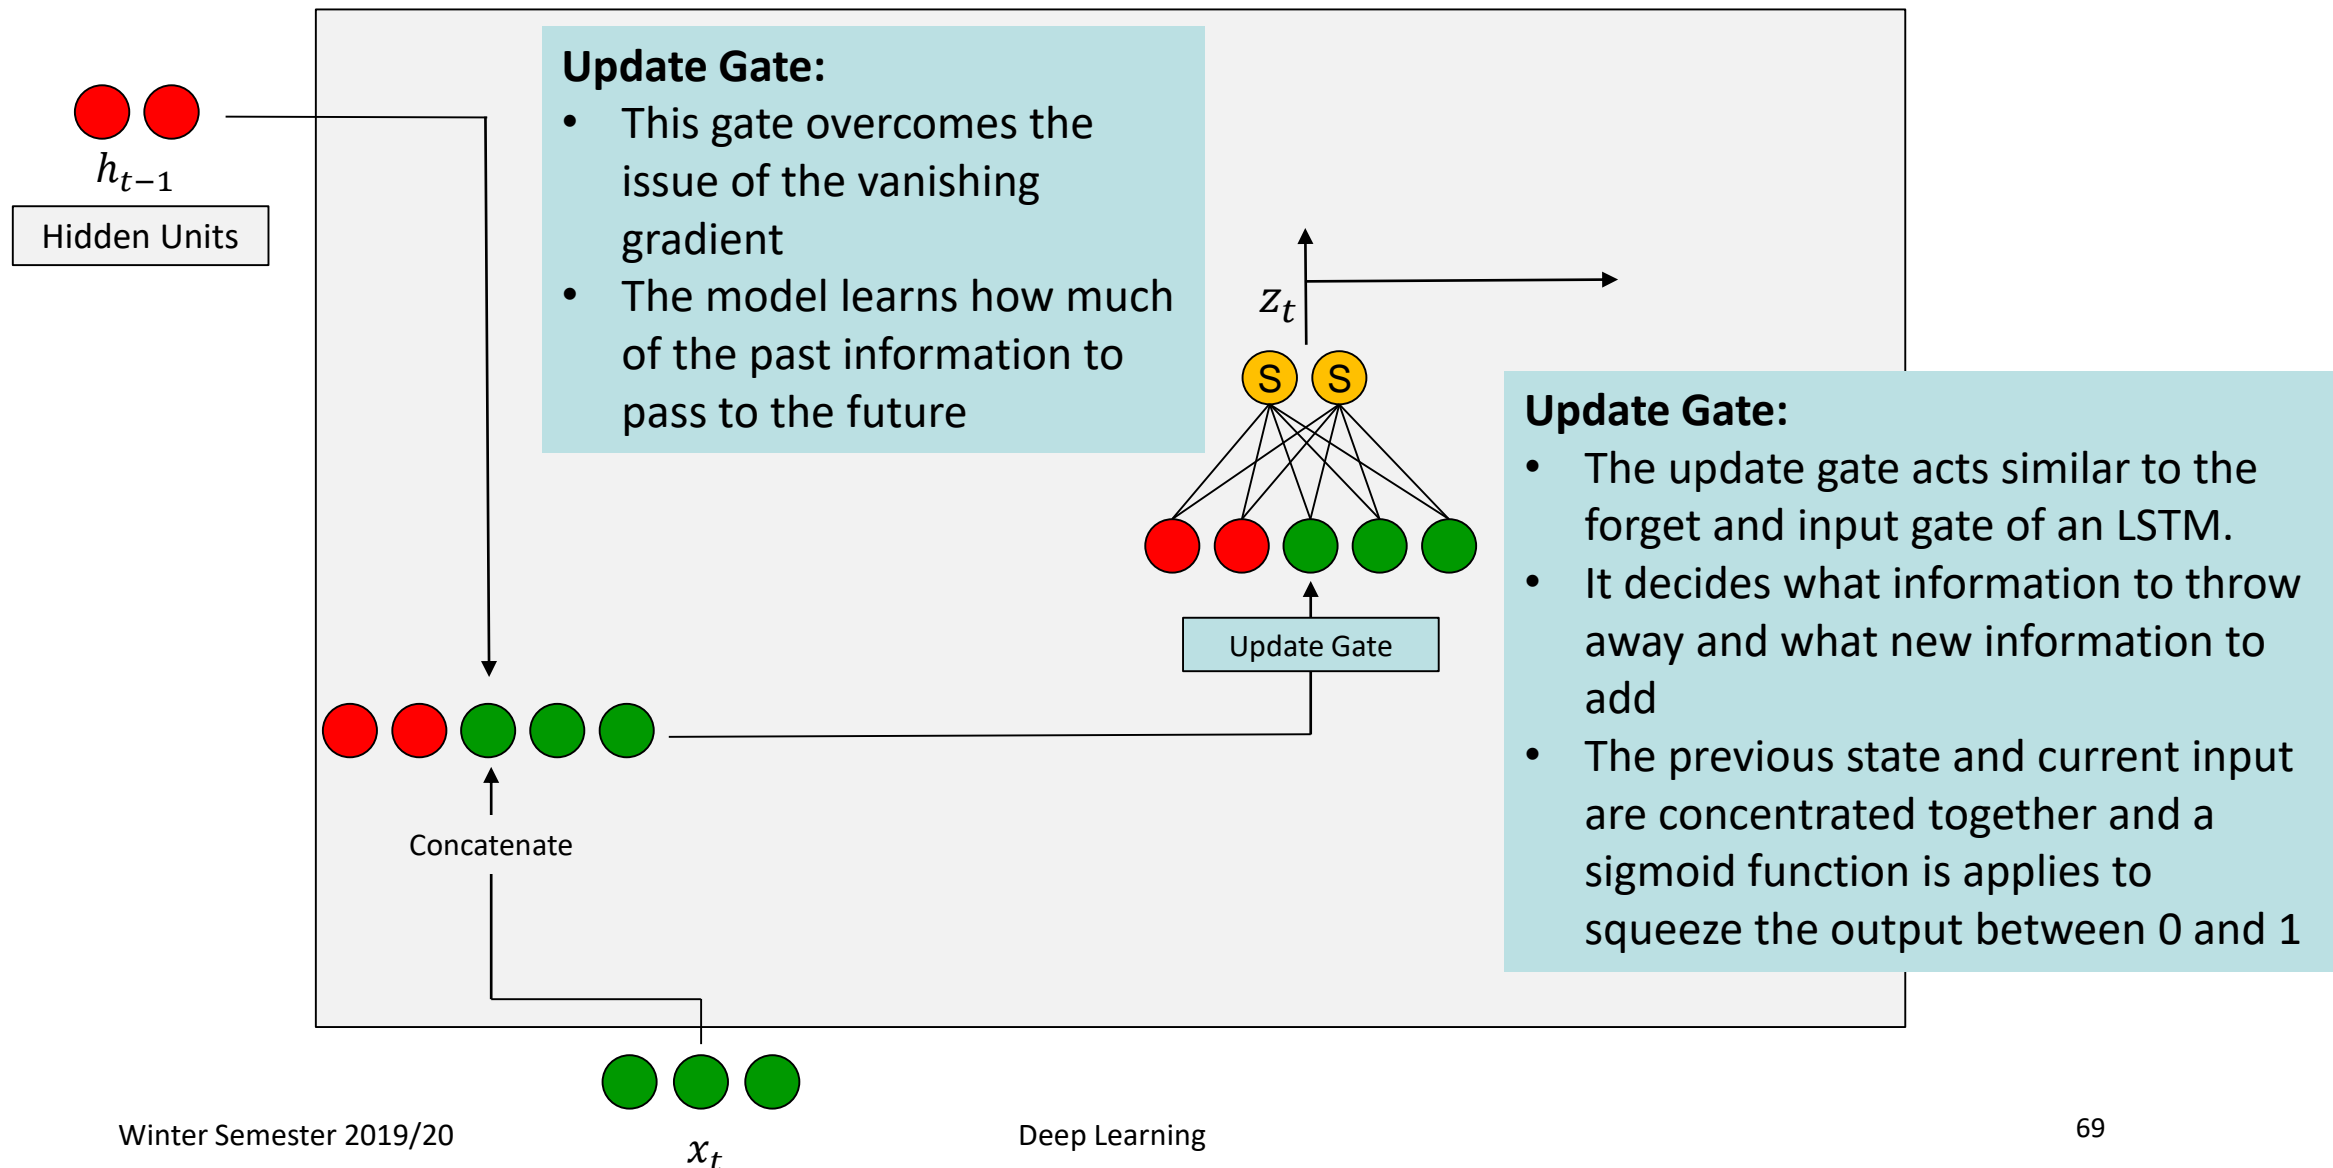 Update Gate:
• This gate overcomes the
issue of the vanishing
gradient
• The model learns how much
of the past information to
pass to the future
h_{t−1}
Hidden Units
z_t
S S
Update Gate
Update Gate:
• The update gate acts similar to the
forget and input gate of an LSTM.
• It decides what information to throw
away and what new information to
add
• The previous state and current input
are concentrated together and a
sigmoid function is applies to
squeeze the output between 0 and 1
Concatenate
x_t
Winter Semester 2019/20
Deep Learning
69